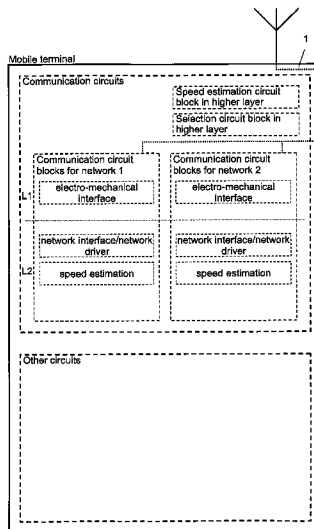 1
Mobile terminal
Communication circuits
Speed estimation circuit
block in higher layer
Selection circuit block in
higher layer
Communication circuit
blocks for network 1
Communication circuit
blocks for network 2
L1
electro-mechanical
interface
electro-mechanical
interface
network interface/network
driver
network interface/network
driver
L2
speed estimation
speed estimation
Other circuits